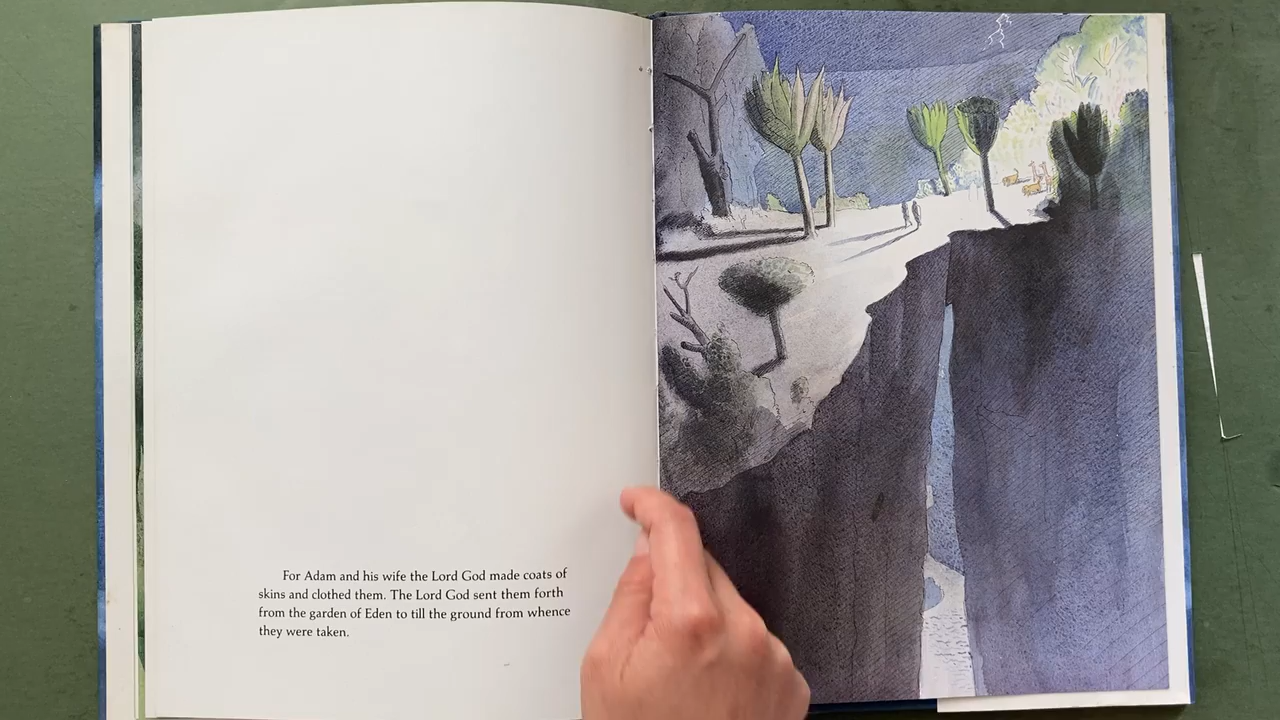 For Adam and his wife the Lord God made coats of
skins and clothed them. The Lord God sent them forth
from the garden of Eden to till the ground from whence
they were taken.